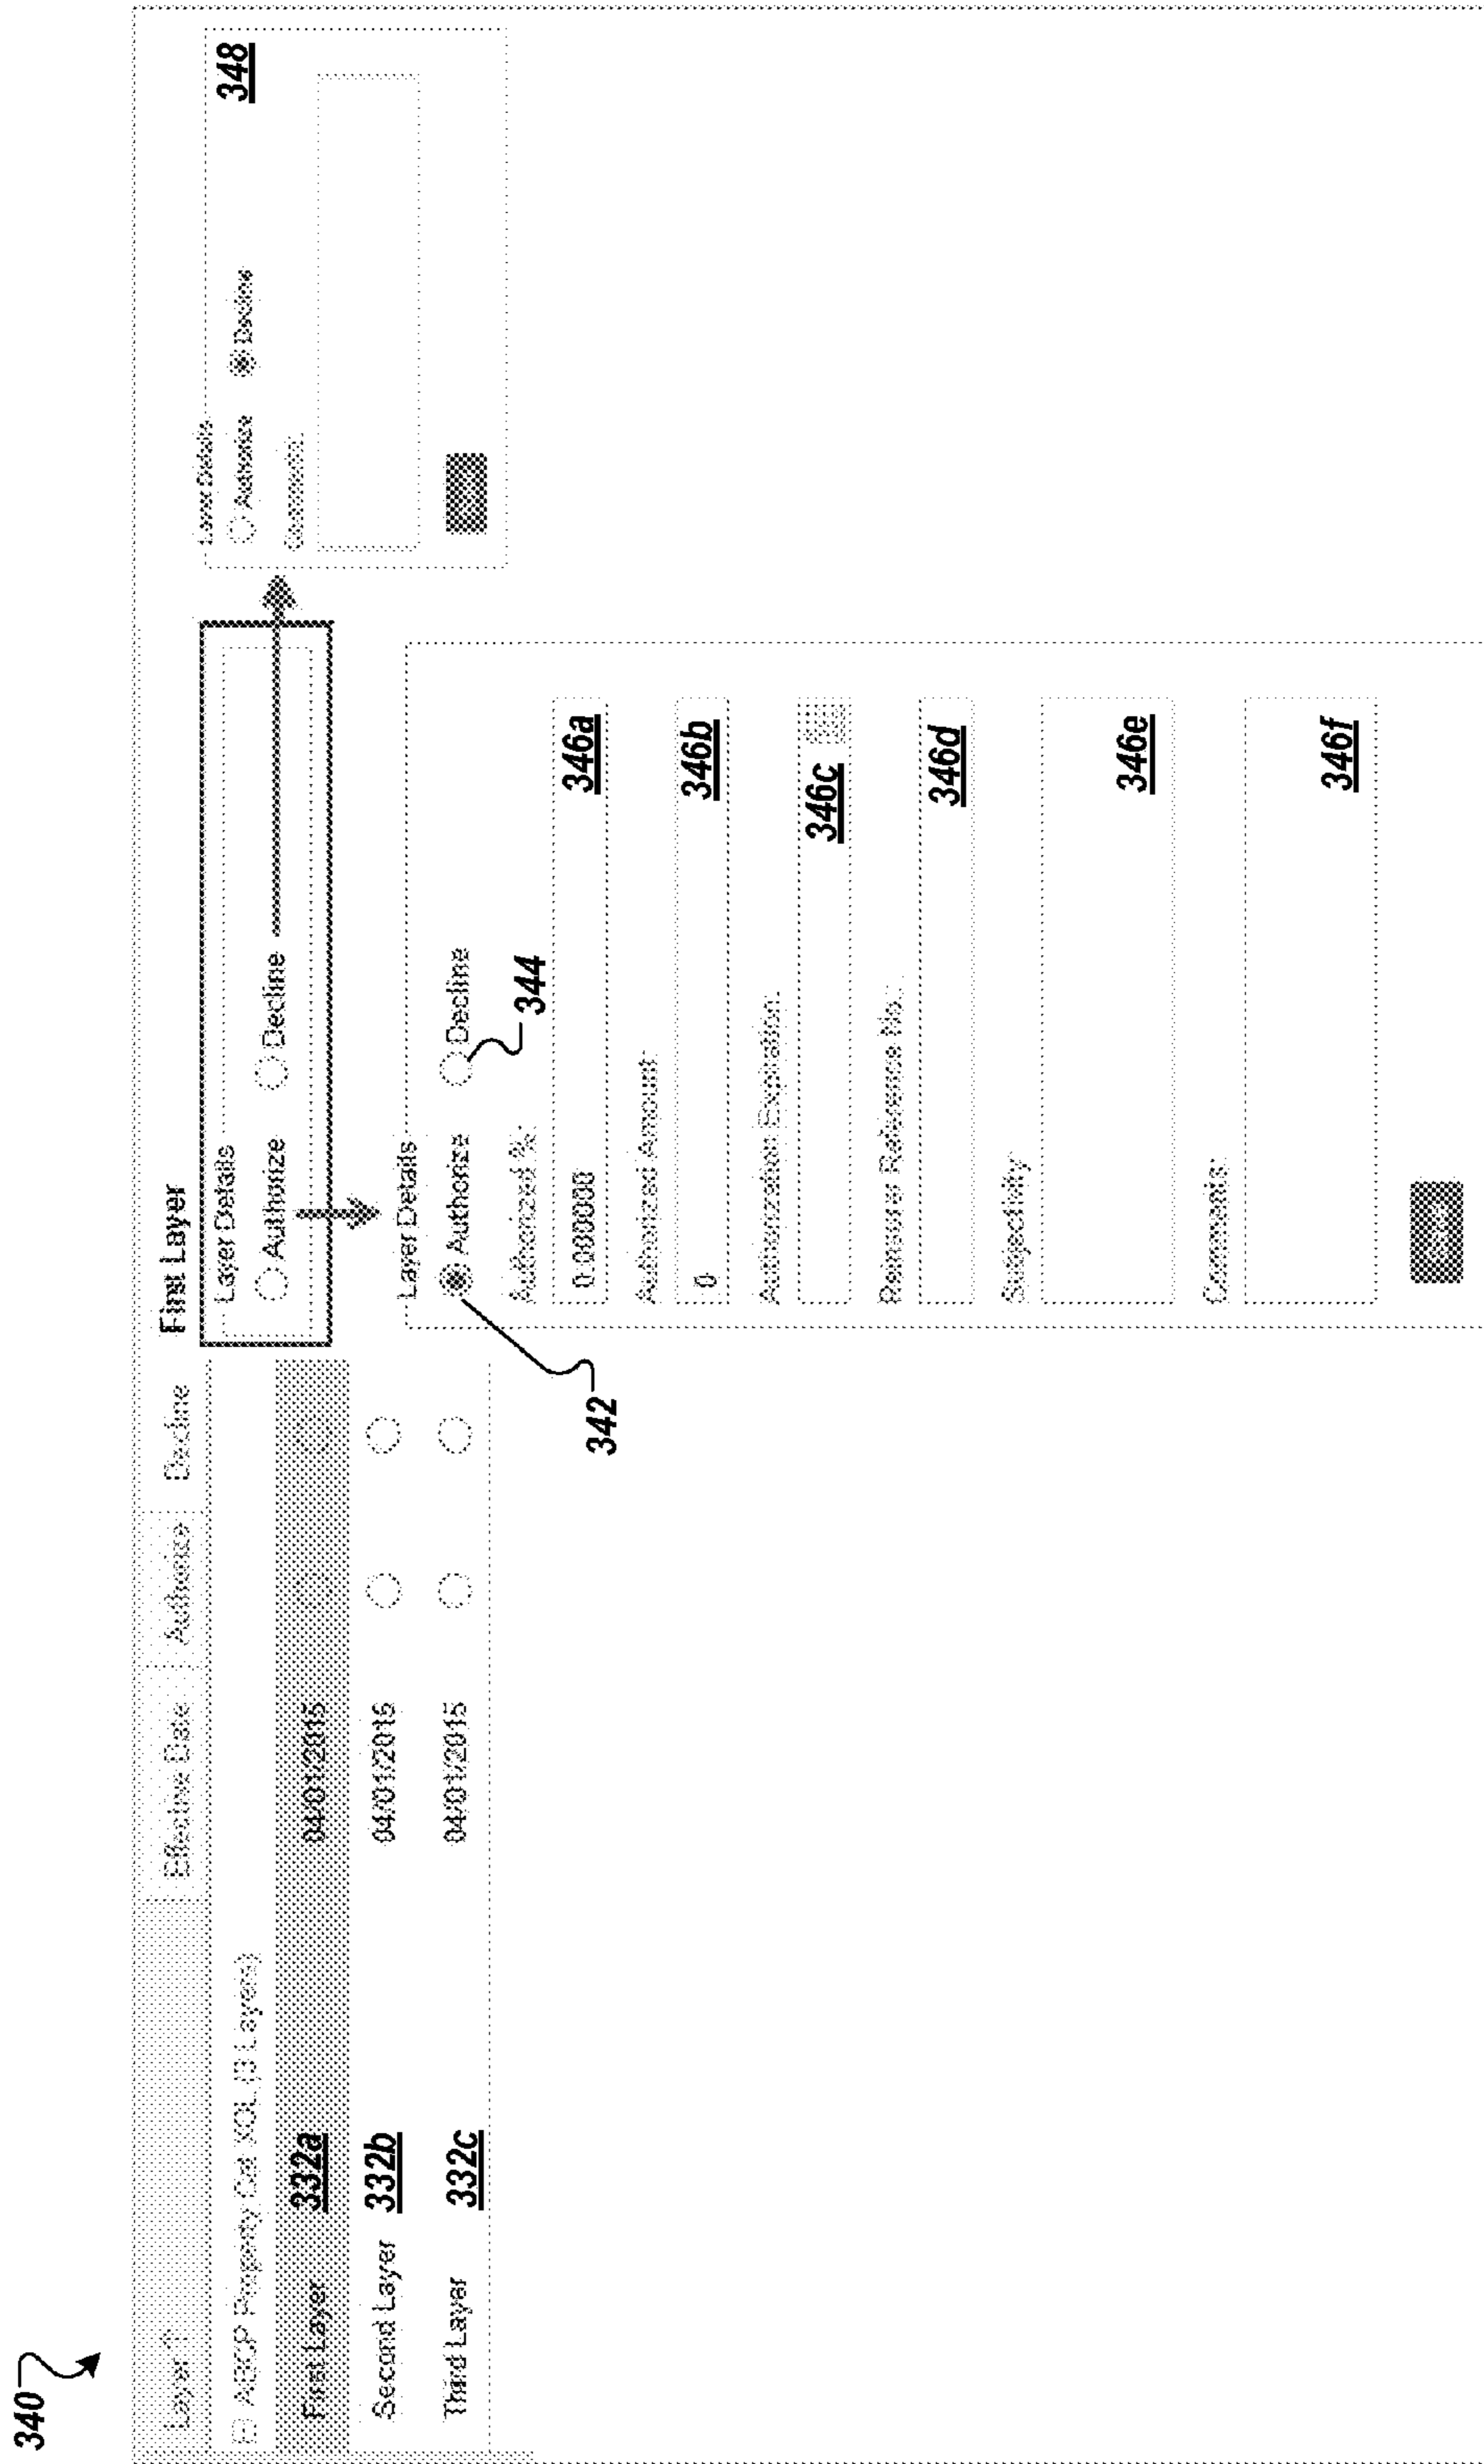 340
Layer ↑ Effective Date Authorize Decline
ABCP Property Cat XOL (3 Layers)
First Layer 332a 04/01/2015
Second Layer 332b 04/01/2015
Third Layer 332c 04/01/2015
First Layer
Layer Details
Authorize Decline
Layer Details
Authorize Decline
342
344
Authorized %:
0.000000 346a
Authorized Amount:
0 346b
Authorization Expiration:
346c
Reinsurer Reference No.:
346d
Subjectivity:
346e
Comments:
346f
Layer Details
348
Authorize Decline
Comments: